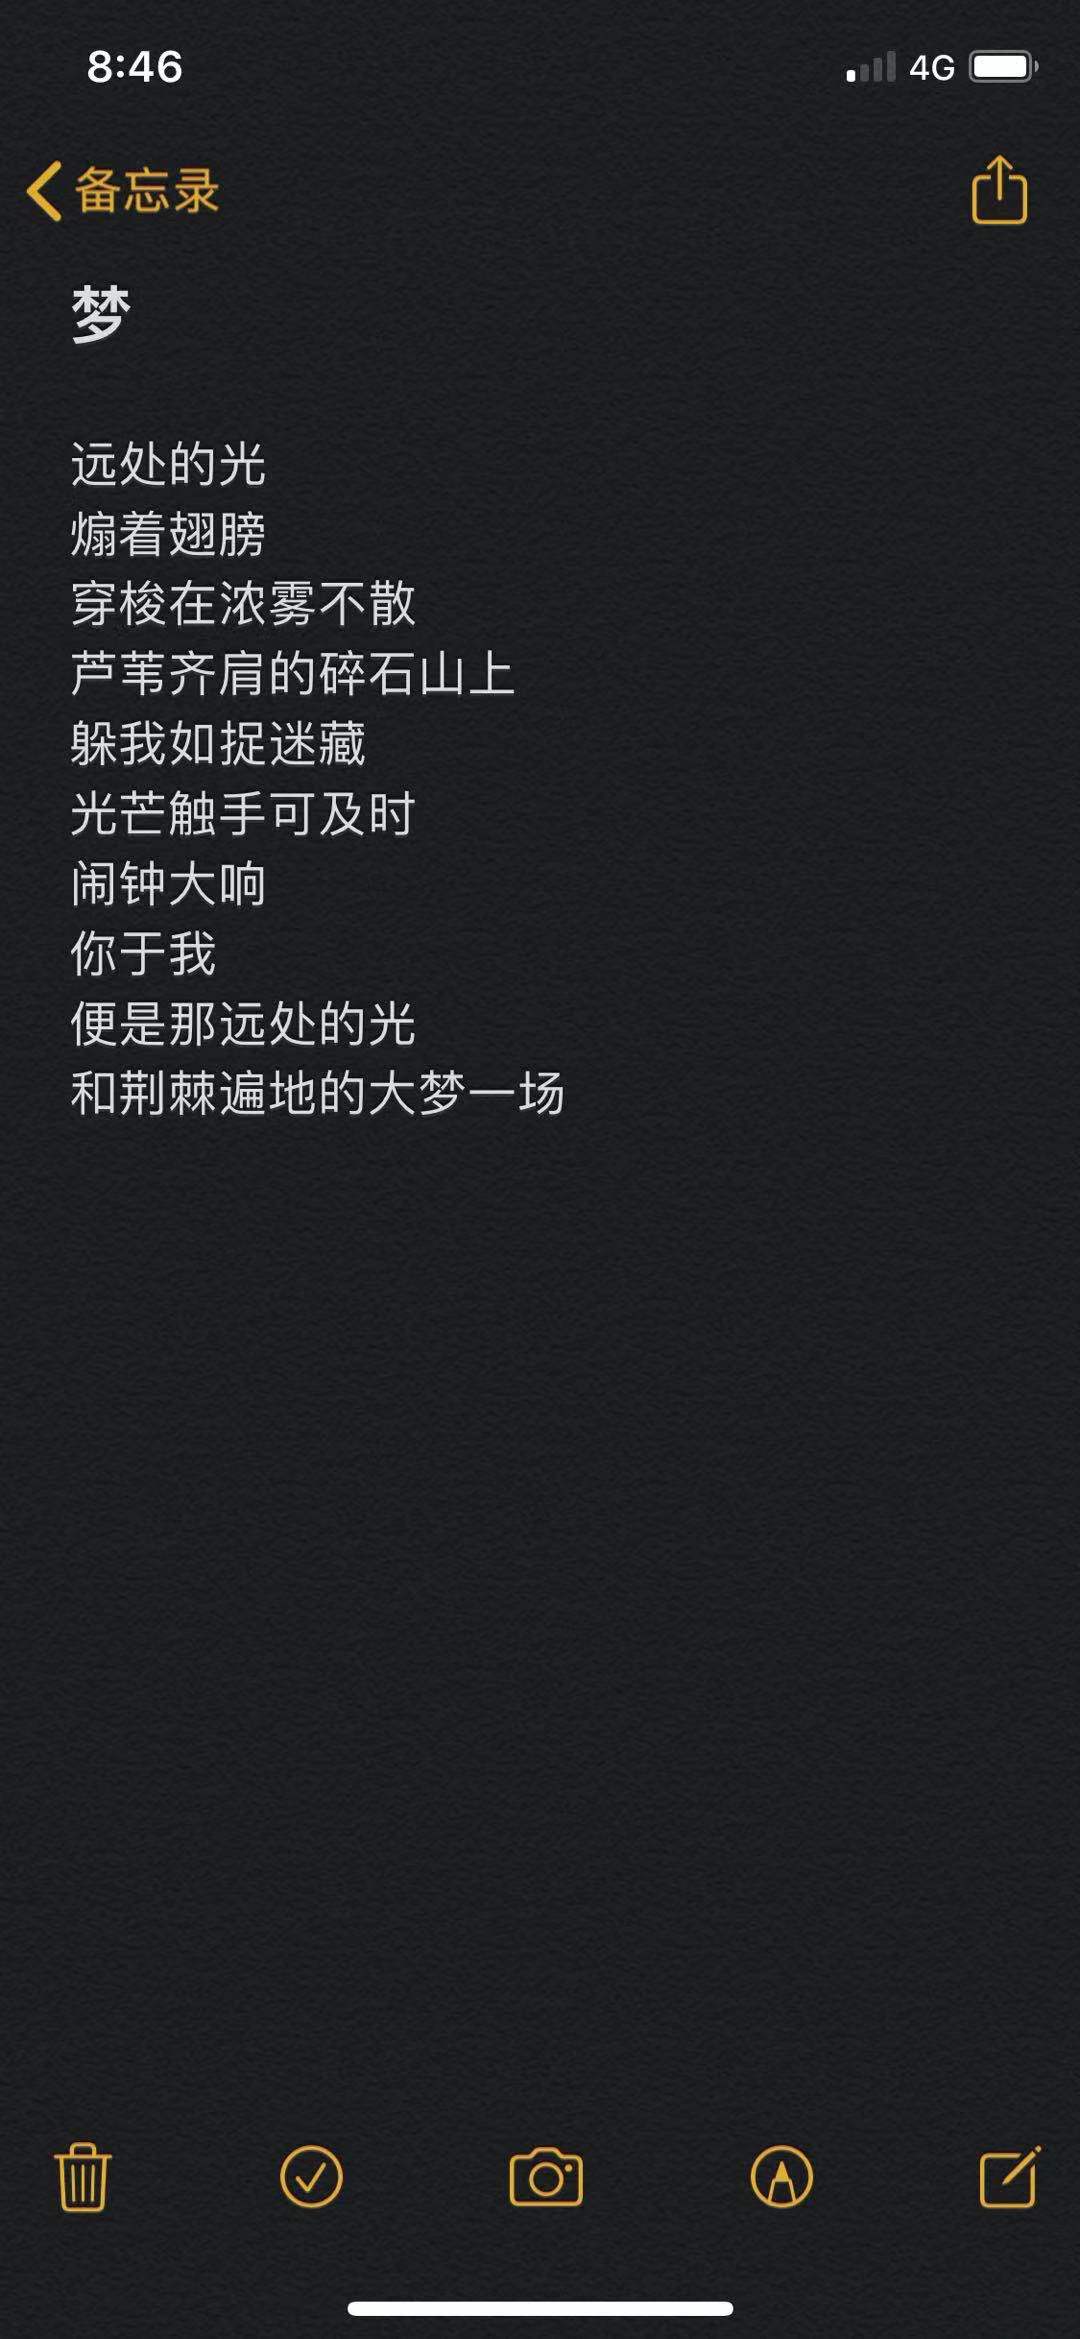 8:46
4G
备忘录
梦
远处的光
煽着翅膀
穿梭在浓雾不散
芦苇齐肩的碎石山上
躲我如捉迷藏
光芒触手可及时
闹钟大响
你于我
便是那远处的光
和荆棘遍地的大梦一场